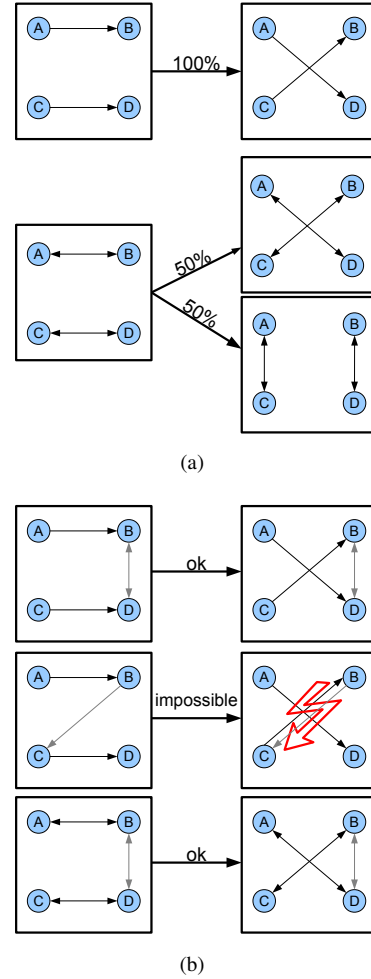 A B A B
100%
C D C D
A B
50%
A B C D
50%
C D A B
C D
(a)
A B A B
ok
C D C D
A B A B
impossible
C D C D
A B A B
ok
C D C D
(b)